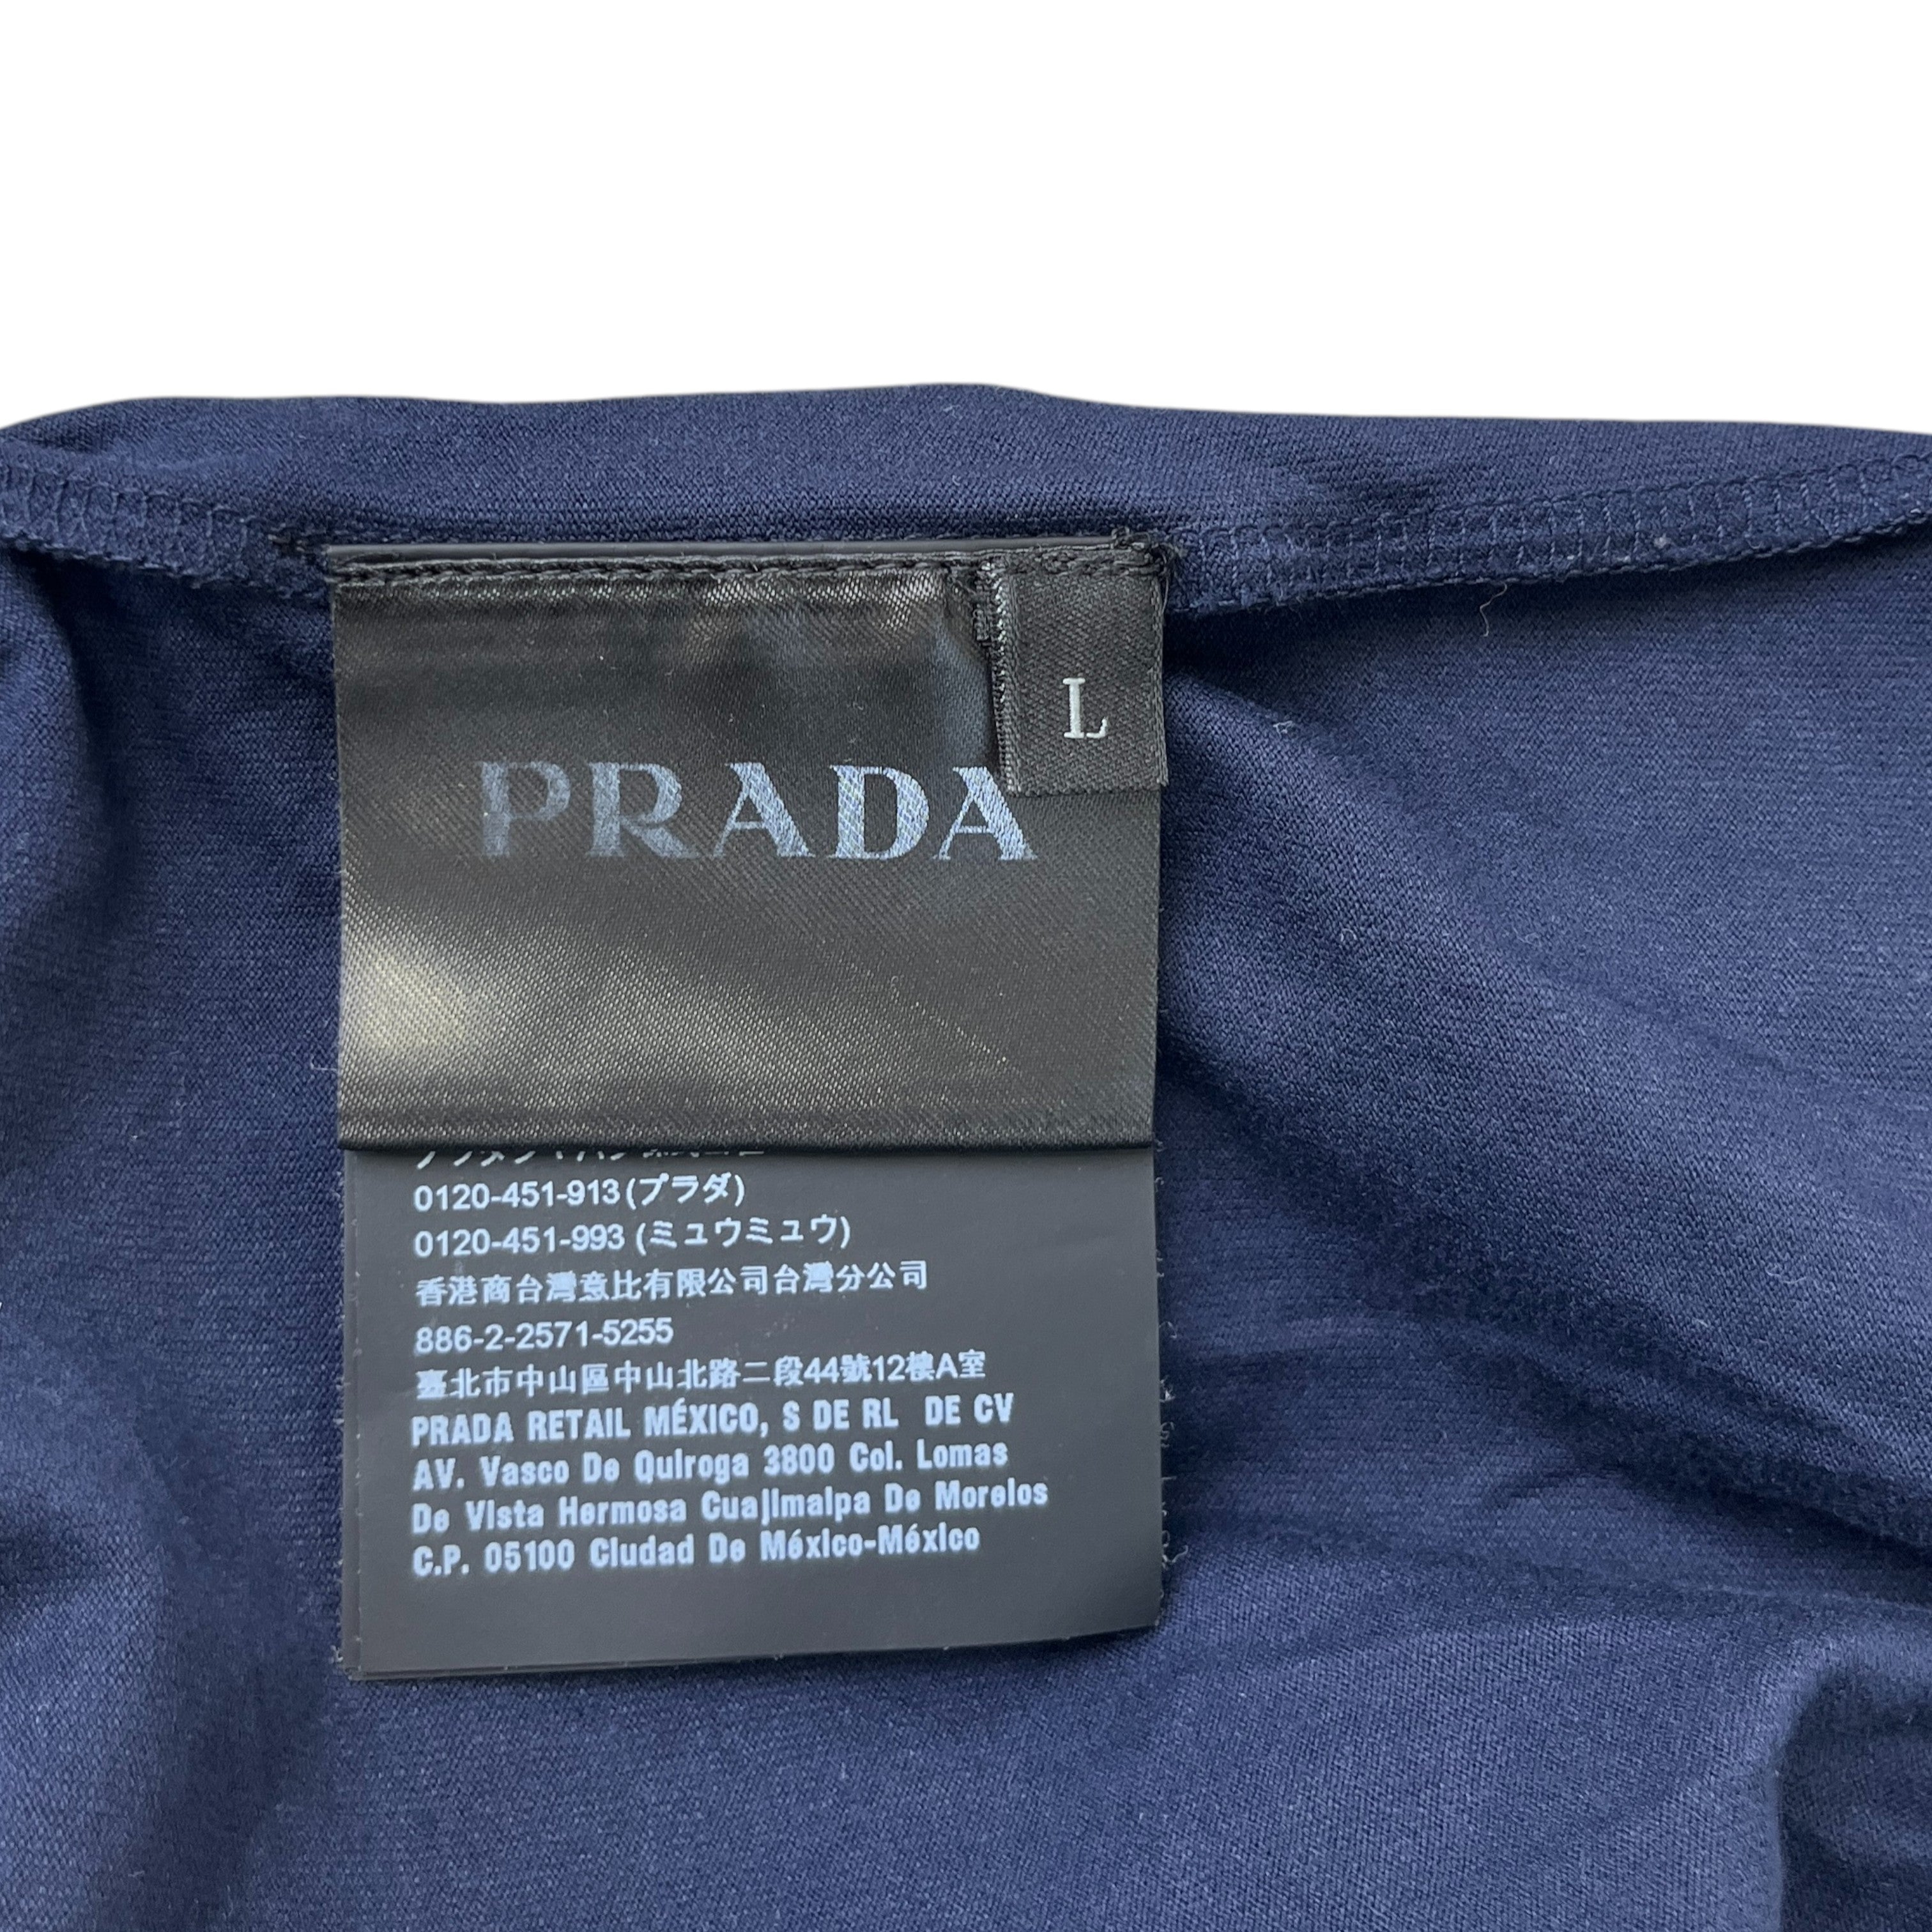 L
PRADA
0120-451-913(プラダ)
0120-451-993 (ミュウミュウ)
香港商台灣意比有限公司台灣分公司
886-2-2571-5255
臺北市中山區中山北路二段44號12樓A室
PRADA RETAIL MÉXICO, S DE RL DE CV
AV. Vasco De Quiroga 3800 Col. Lomas
De Vista Hermosa Cuajimalpa De Morelos
C.P. 05100 Ciudad De México-México